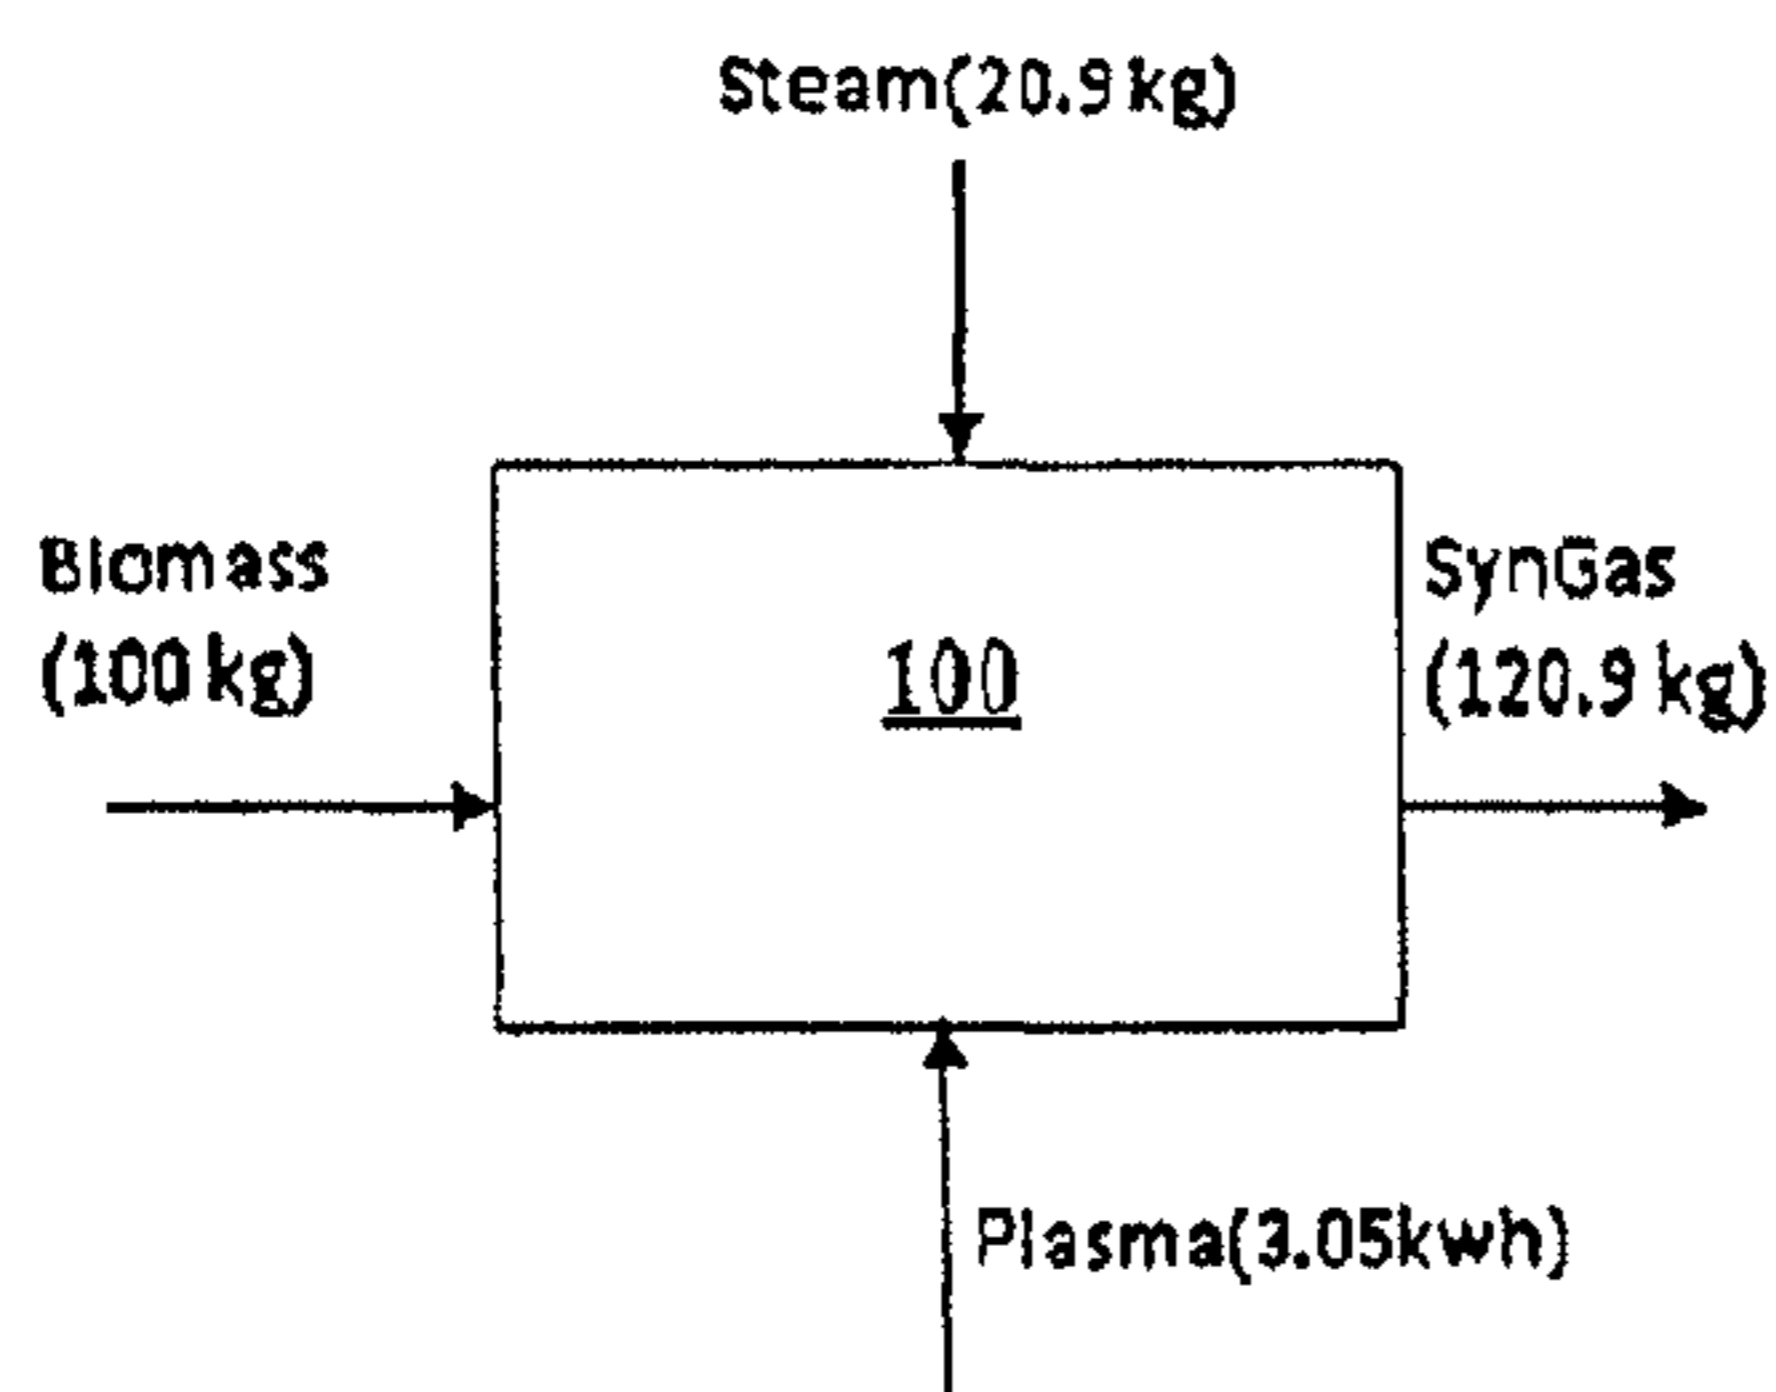 Steam(20.9 kg)
Biomass
(100 kg)
100
SynGas
(120.9 kg)
Plasma(3.05kwh)